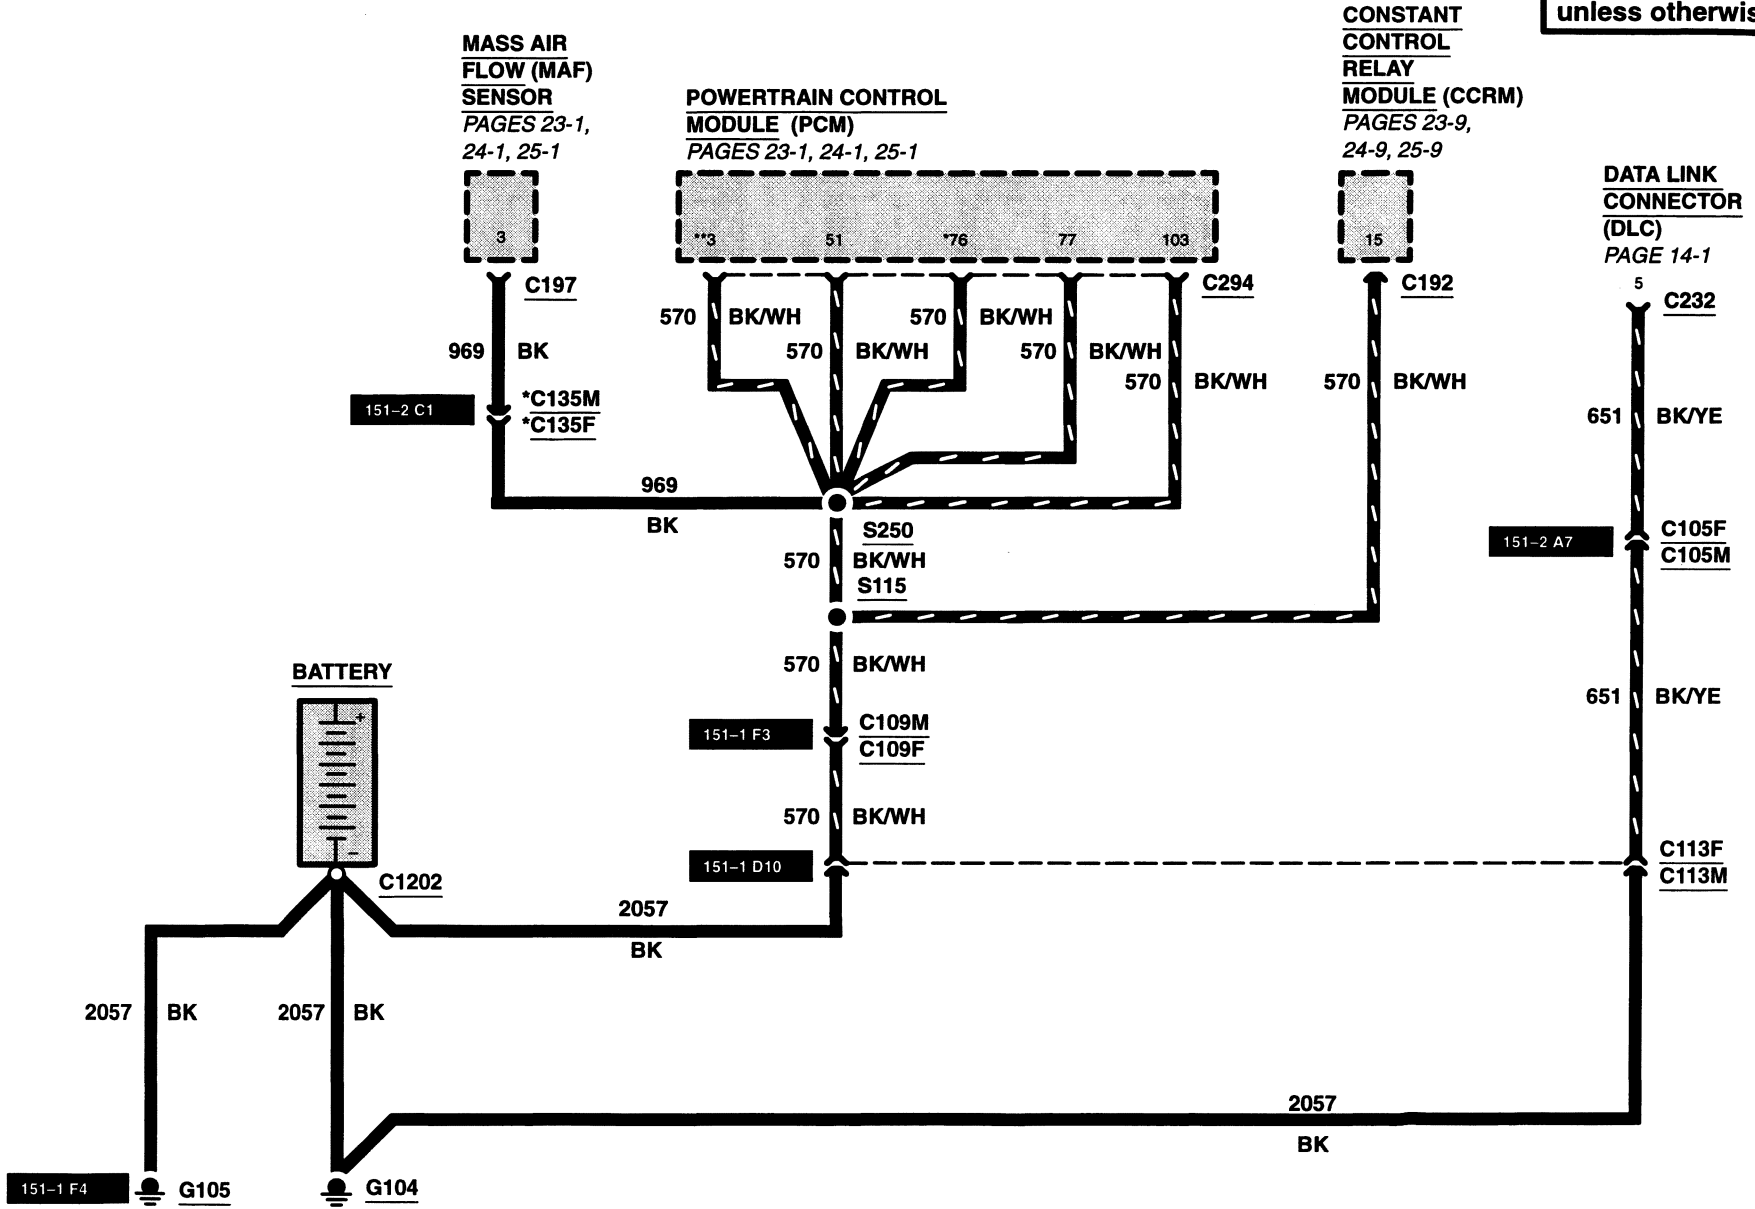 unless otherwis
MASS AIR
FLOW (MAF)
SENSOR
PAGES 23-1,
24-1, 25-1
POWERTRAIN CONTROL
MODULE (PCM)
PAGES 23-1, 24-1, 25-1
CONSTANT
CONTROL
RELAY
MODULE (CCRM)
PAGES 23-9,
24-9, 25-9
DATA LINK
CONNECTOR
(DLC)
PAGE 14-1
3
**3
51
*76
77
103
15
5
C197
C294
C192
C232
570 BK/WH
570 BK/WH
570 BK/WH
570 BK/WH
570 BK/WH
570 BK/WH
969 BK
651 BK/YE
151–2 C1
*C135M
*C135F
969
BK
S250
570 BK/WH
S115
151–2 A7
C105F
C105M
570 BK/WH
651 BK/YE
BATTERY
+
–
151–1 F3
C109M
C109F
570 BK/WH
151–1 D10
C113F
C113M
C1202
2057
BK
2057 BK
2057 BK
2057
BK
151–1 F4
G105
G104